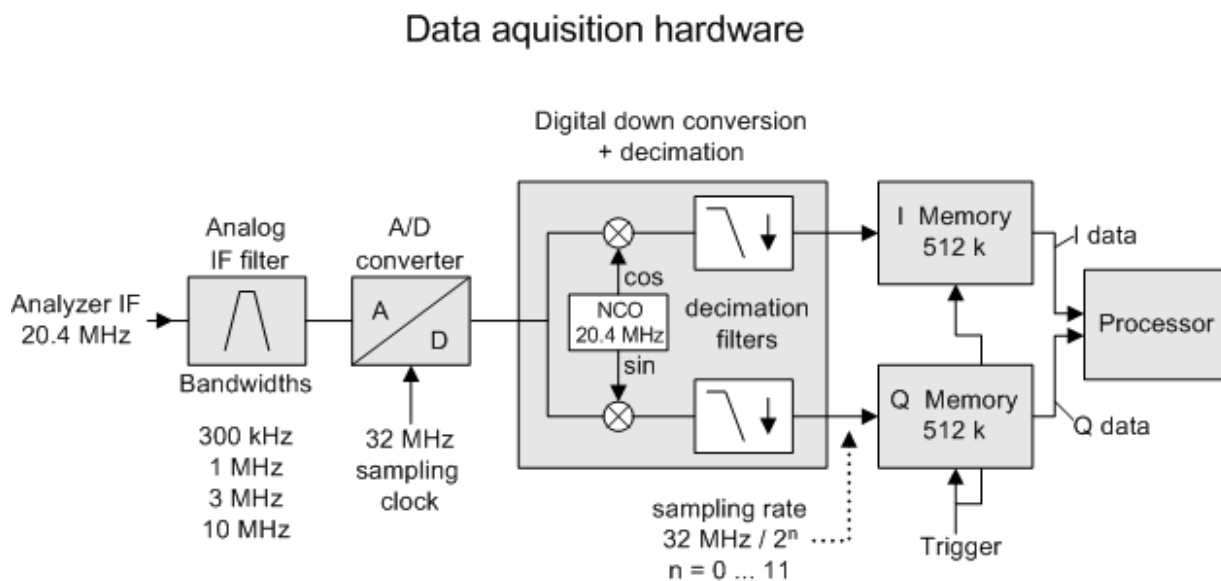 Data aquisition hardware
Digital down conversion
+ decimation
Analog
IF filter
A/D
converter
Analyzer IF
20.4 MHz
Bandwidths
300 kHz
1 MHz
3 MHz
10 MHz
A
D
32 MHz
sampling
clock
cos
NCO
20.4 MHz
sin
decimation
filters
sampling rate
32 MHz / 2ⁿ
n = 0 ... 11
I Memory
512 k
I data
Q Memory
512 k
Q data
Trigger
Processor